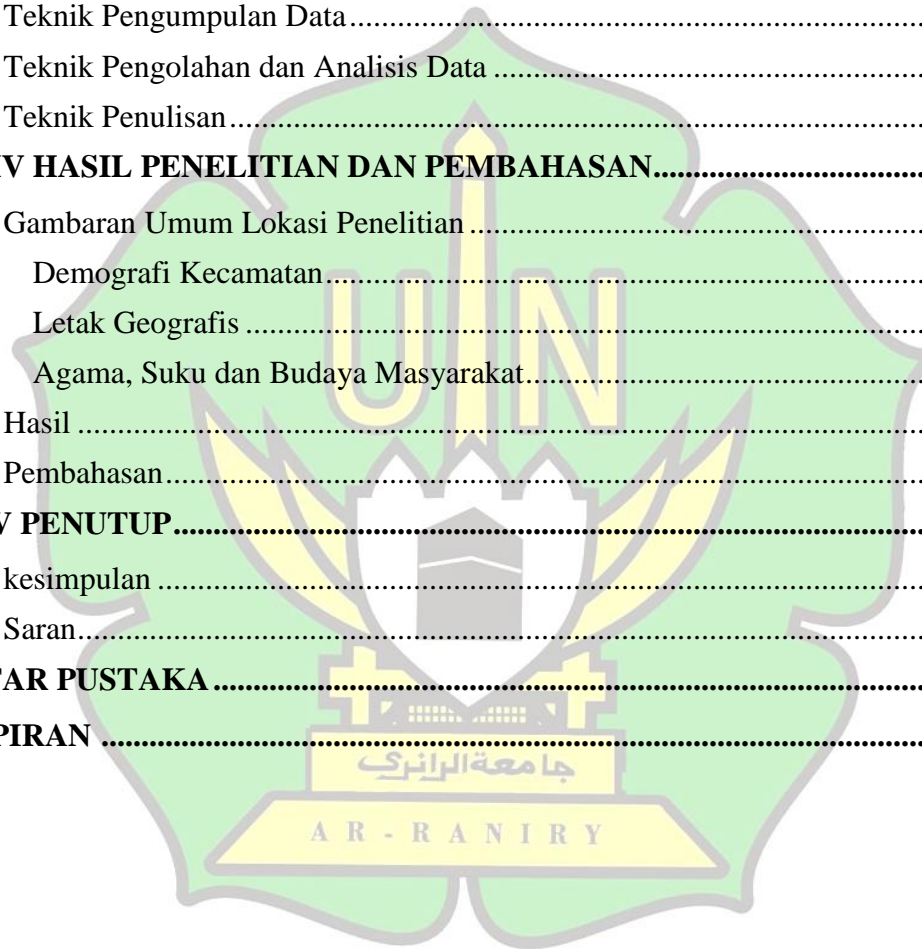 Teknik Pengumpulan Data
Teknik Pengolahan dan Analisis Data
Teknik Penulisan
IV HASIL PENELITIAN DAN PEMBAHASAN
Gambaran Umum Lokasi Penelitian
Demografi Kecamatan
Letak Geografis
Agama, Suku dan Budaya Masyarakat
Hasil
Pembahasan
V PENUTUP
kesimpulan
Saran
TAR PUSTAKA
PIRAN
UIN
جامعة الرانري
AR-RANIRY